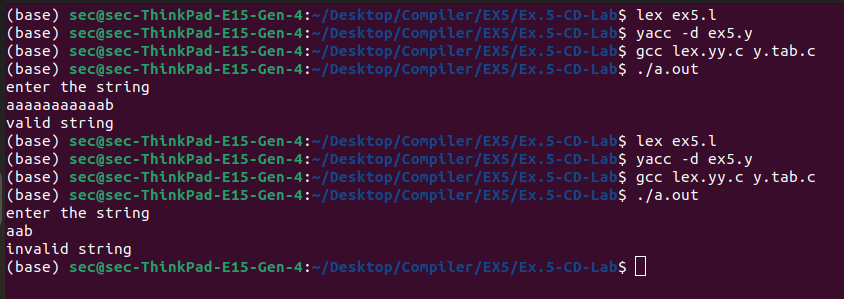 (base) sec@sec-ThinkPad-E15-Gen-4:~/Desktop/Compiler/EX5/Ex.5-CD-Lab$ lex ex5.l
(base) sec@sec-ThinkPad-E15-Gen-4:~/Desktop/Compiler/EX5/Ex.5-CD-Lab$ yacc -d ex5.y
(base) sec@sec-ThinkPad-E15-Gen-4:~/Desktop/Compiler/EX5/Ex.5-CD-Lab$ gcc lex.yy.c y.tab.c
(base) sec@sec-ThinkPad-E15-Gen-4:~/Desktop/Compiler/EX5/Ex.5-CD-Lab$ ./a.out
enter the string
aaaaaaaaaaab
valid string
(base) sec@sec-ThinkPad-E15-Gen-4:~/Desktop/Compiler/EX5/Ex.5-CD-Lab$ lex ex5.l
(base) sec@sec-ThinkPad-E15-Gen-4:~/Desktop/Compiler/EX5/Ex.5-CD-Lab$ yacc -d ex5.y
(base) sec@sec-ThinkPad-E15-Gen-4:~/Desktop/Compiler/EX5/Ex.5-CD-Lab$ gcc lex.yy.c y.tab.c
(base) sec@sec-ThinkPad-E15-Gen-4:~/Desktop/Compiler/EX5/Ex.5-CD-Lab$ ./a.out
enter the string
aab
invalid string
(base) sec@sec-ThinkPad-E15-Gen-4:~/Desktop/Compiler/EX5/Ex.5-CD-Lab$